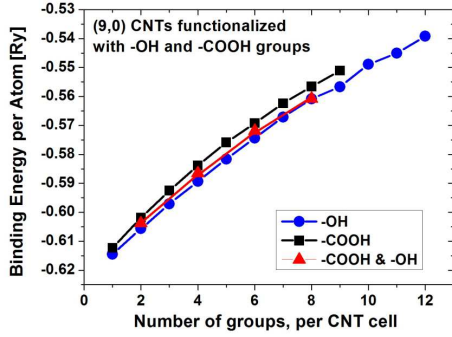 (9,0) CNTs functionalized
with -OH and -COOH groups
Binding Energy per Atom [Ry]
-0.53
-0.54
-0.55
-0.56
-0.57
-0.58
-0.59
-0.60
-0.61
-0.62
-OH
-COOH
-COOH & -OH
0 2 4 6 8 10 12
Number of groups, per CNT cell